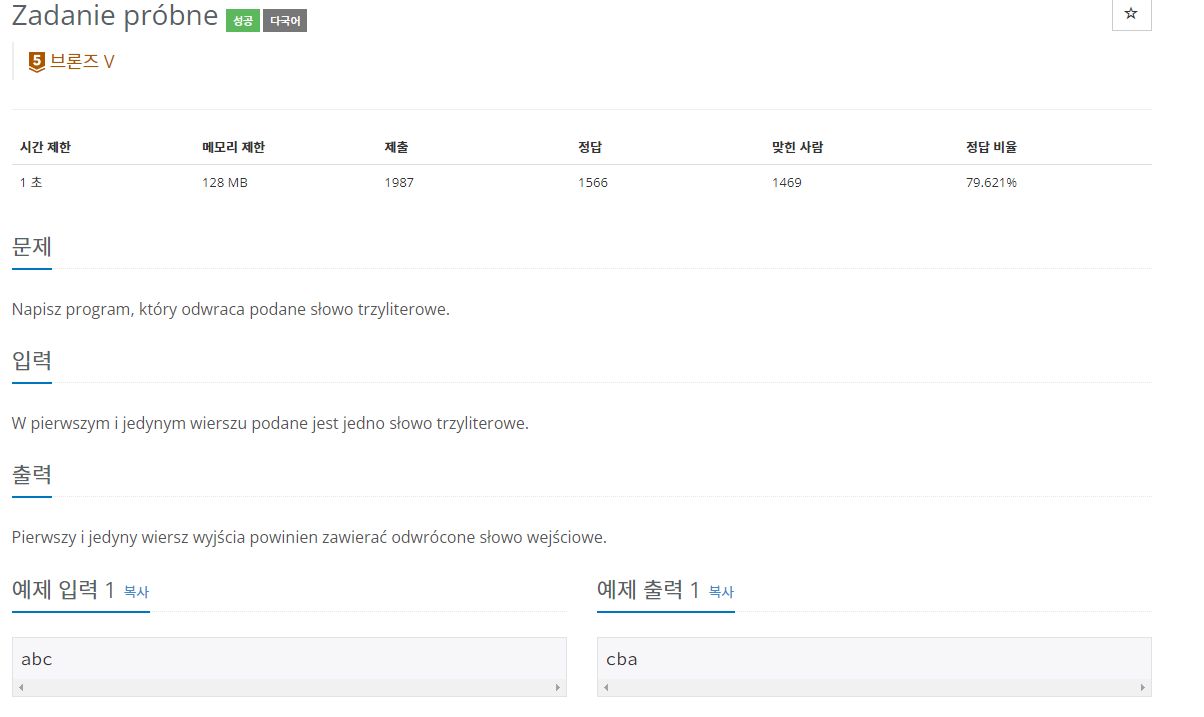 Zadanie próbne 성공 다국어
☆
5 브론즈 V
시간 제한 메모리 제한 제출 정답 맞힌 사람 정답 비율
1 초 128 MB 1987 1566 1469 79.621%
문제
Napisz program, który odwraca podane słowo trzyliterowe.
입력
W pierwszym i jedynym wierszu podane jest jedno słowo trzyliterowe.
출력
Pierwszy i jedyny wiersz wyjścia powinien zawierać odwrócone słowo wejściowe.
예제 입력 1 복사
abc
예제 출력 1 복사
cba